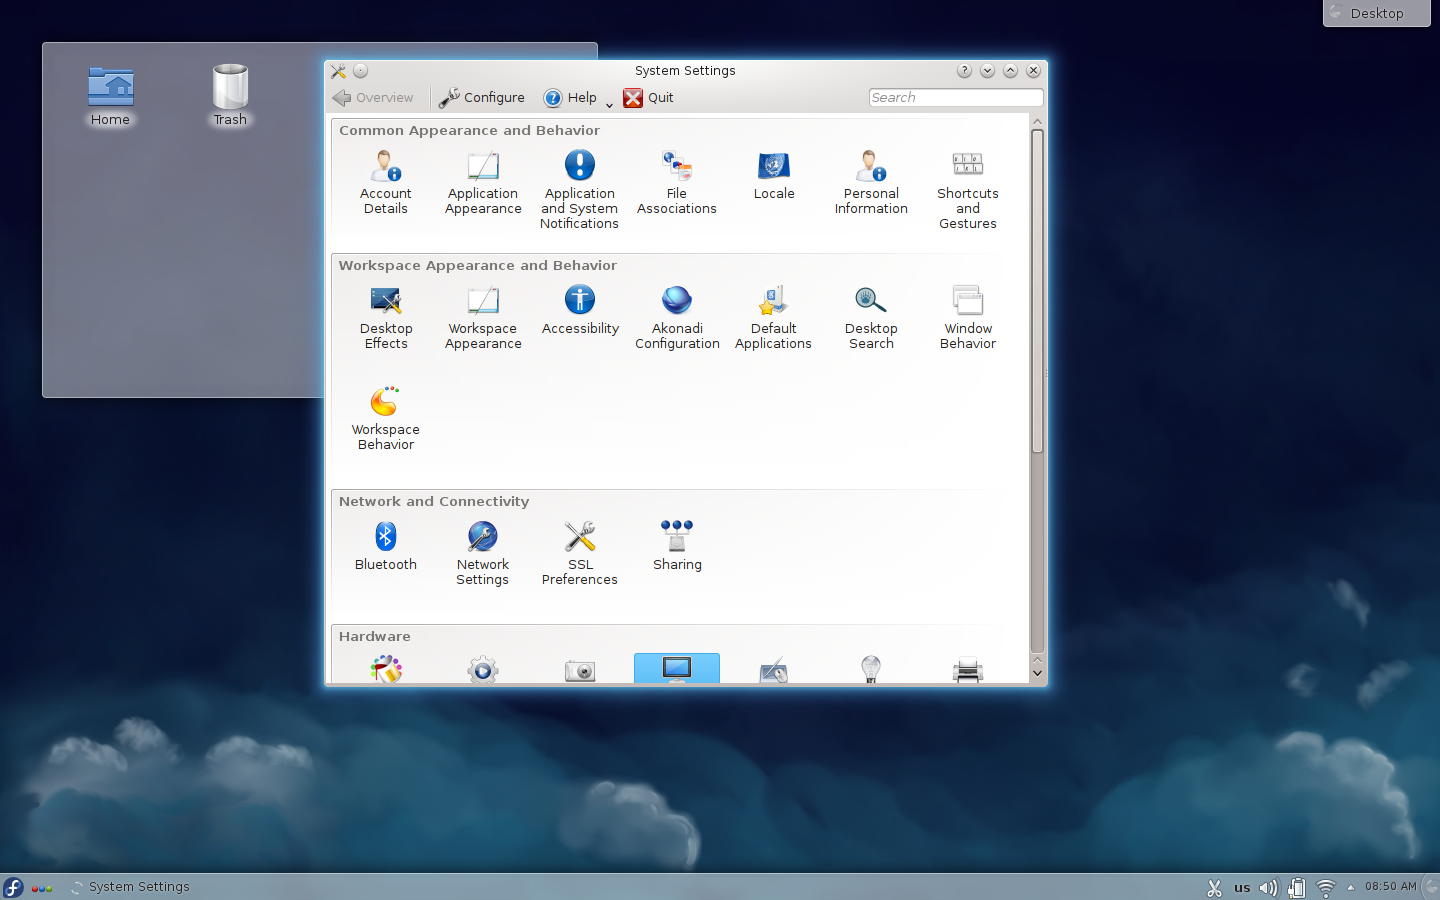 Desktop
Home
Trash
System Settings
Overview
Configure
Help
Quit
Search
Common Appearance and Behavior
Account
Details
Application
Appearance
Application
and System
Notifications
File
Associations
Locale
Personal
Information
Shortcuts
and
Gestures
Workspace Appearance and Behavior
Desktop
Effects
Workspace
Appearance
Accessibility
Akonadi
Configuration
Default
Applications
Desktop
Search
Window
Behavior
Workspace
Behavior
Network and Connectivity
Bluetooth
Network
Settings
SSL
Preferences
Sharing
Hardware
System Settings
us
08:50 AM